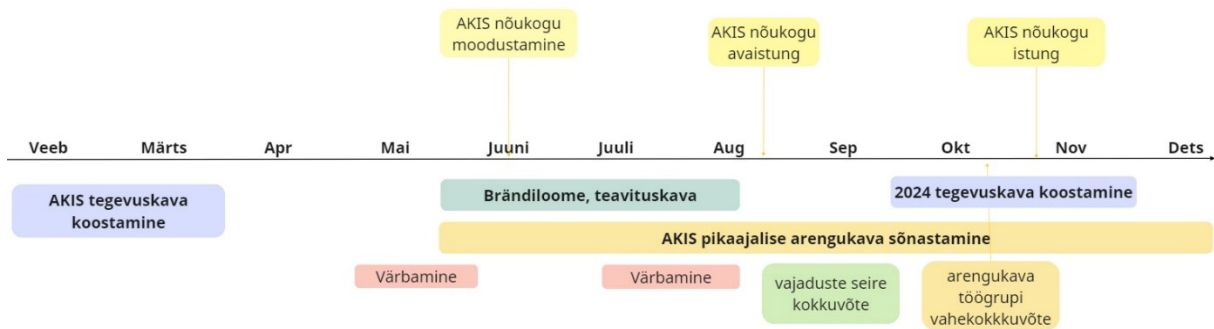 AKIS nõukogu
moodustamine
AKIS nõukogu
avaistung
AKIS nõukogu
istung
Veeb Märts Apr Mai Juuni Juuli Aug Sep Okt Nov Dets
AKIS tegevuskava
koostamine
Brändiloome, teavituskava
2024 tegevuskava koostamine
AKIS pikaajalise arengukava sõnastamine
Värbamine
Värbamine
vajaduste seire
kokkuvõte
arengukava
töögrupi
vahekokkkuvõte